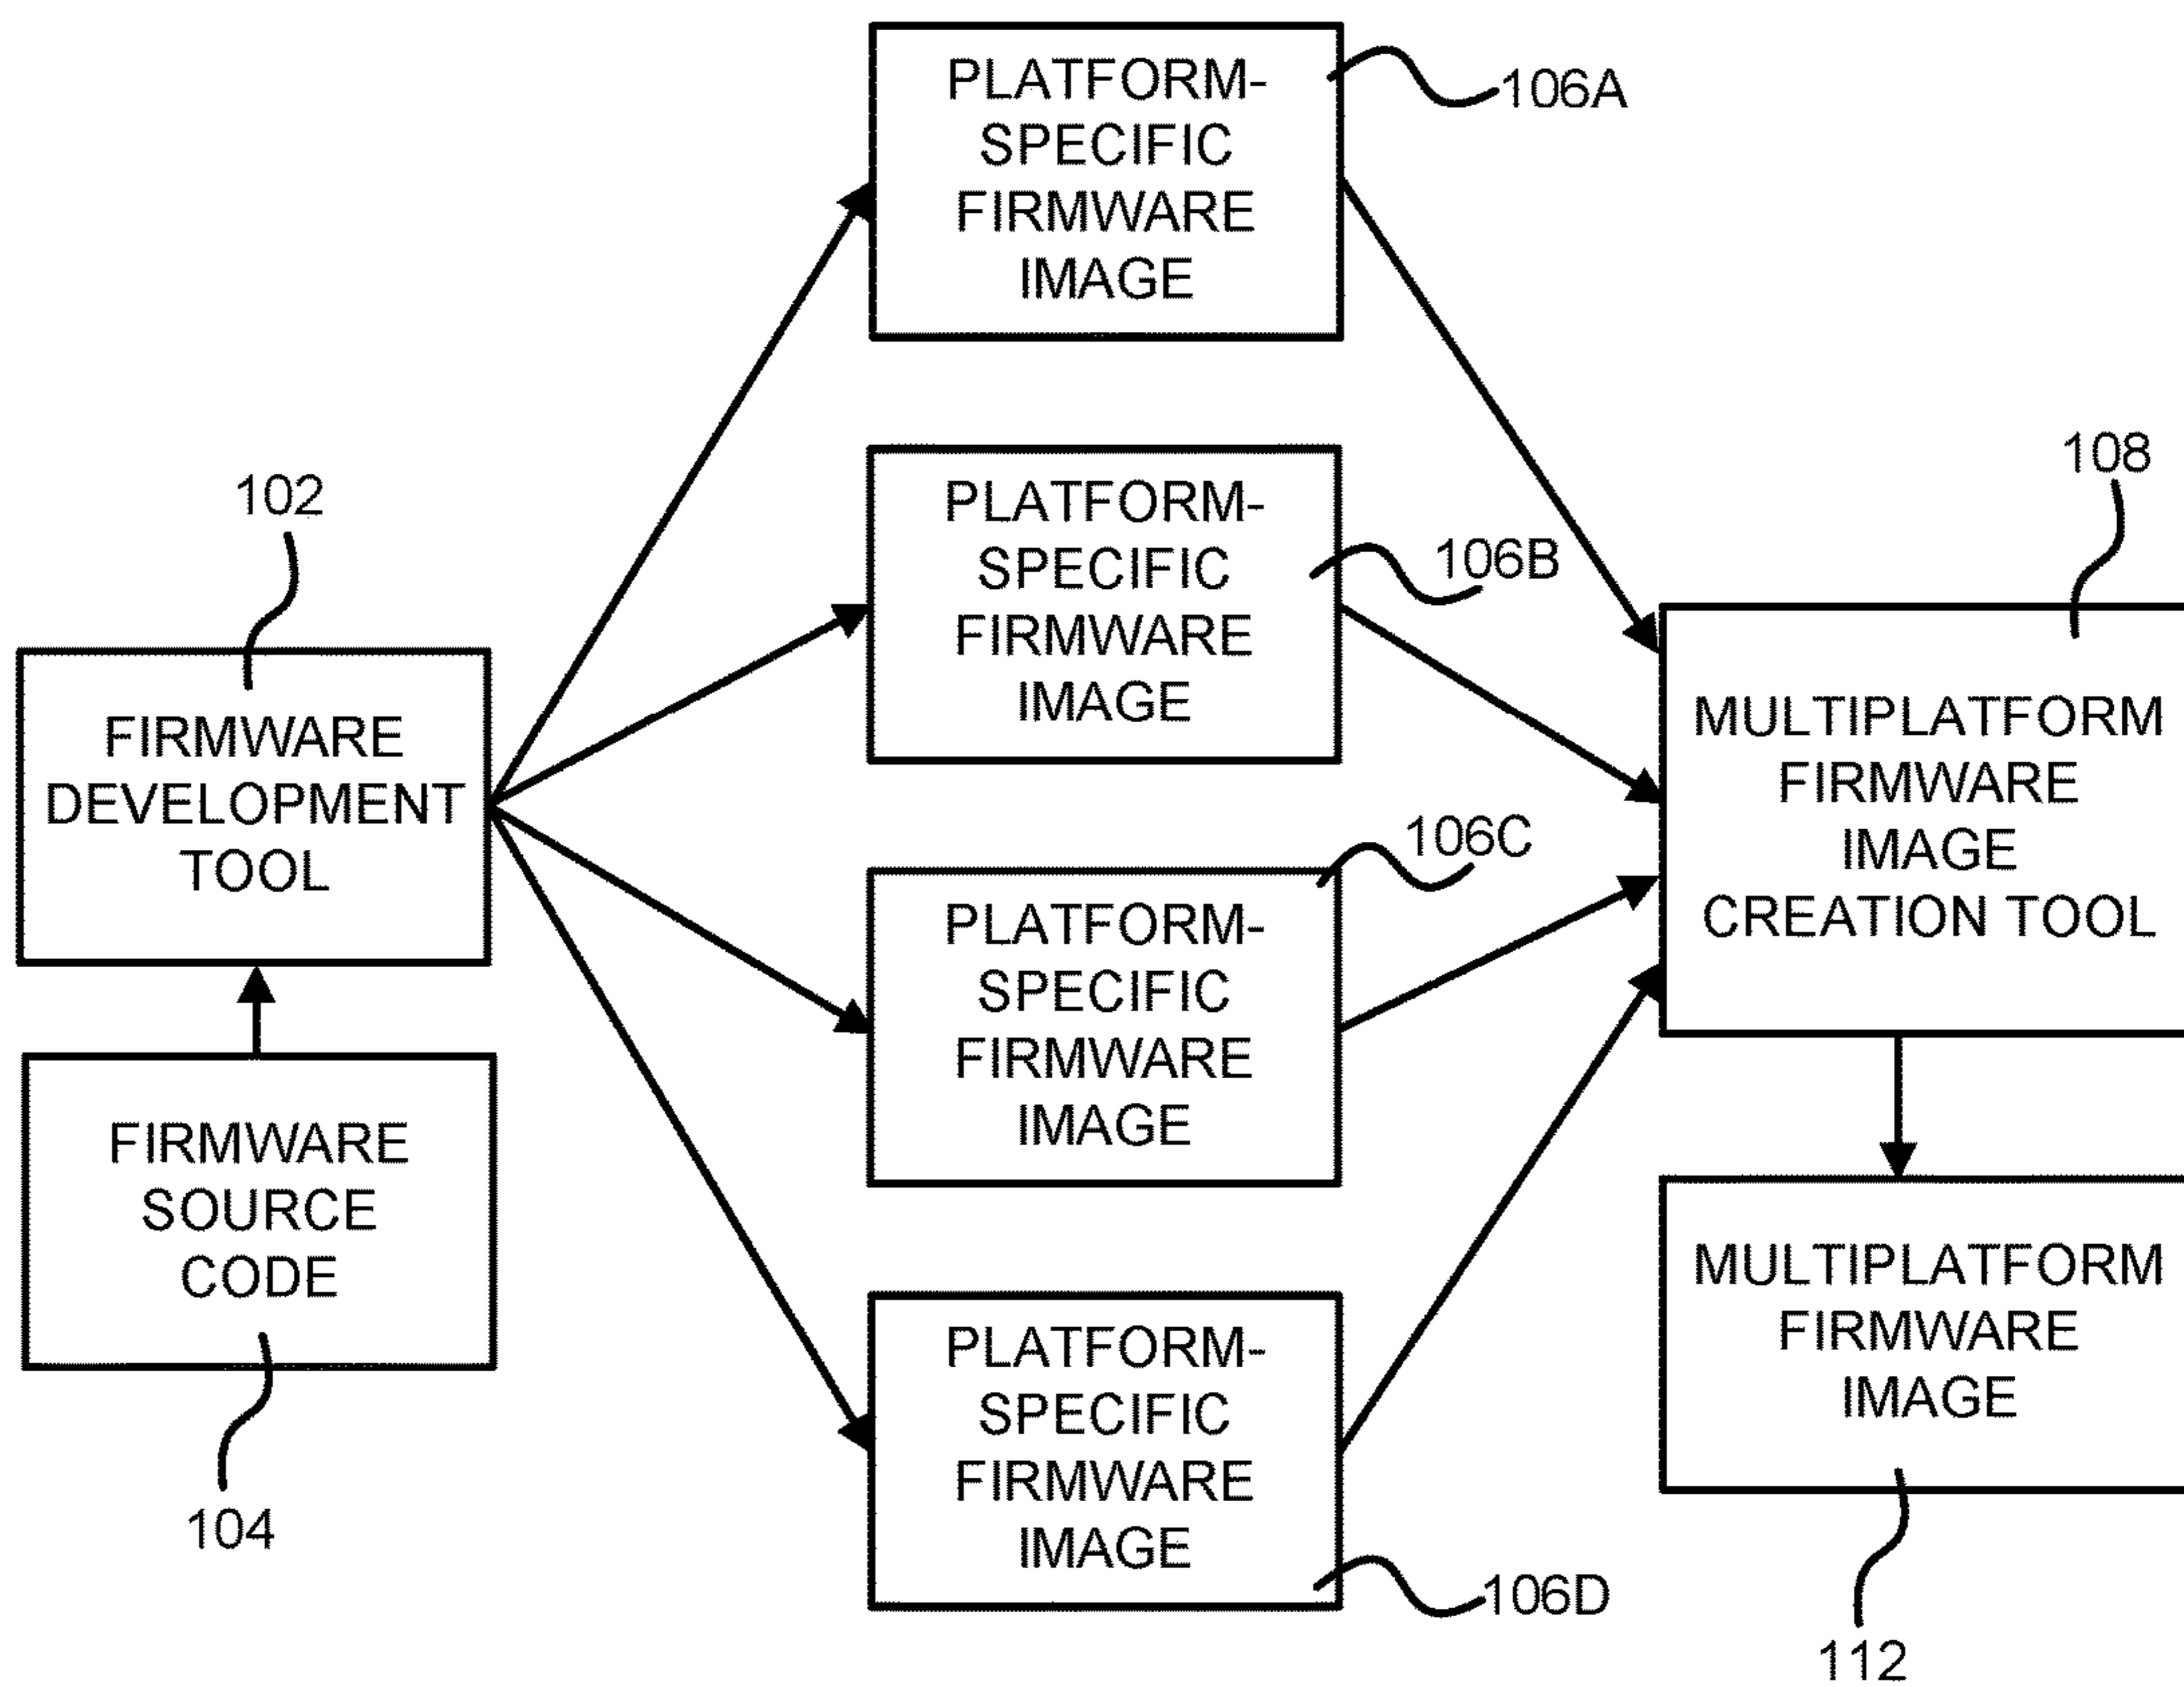 PLATFORM-
SPECIFIC
FIRMWARE
IMAGE
106A
PLATFORM-
SPECIFIC
FIRMWARE
IMAGE
106B
108
102
FIRMWARE
DEVELOPMENT
TOOL
MULTIPLATFORM
FIRMWARE
IMAGE
CREATION TOOL
106C
PLATFORM-
SPECIFIC
FIRMWARE
IMAGE
FIRMWARE
SOURCE
CODE
104
MULTIPLATFORM
FIRMWARE
IMAGE
112
PLATFORM-
SPECIFIC
FIRMWARE
IMAGE
106D